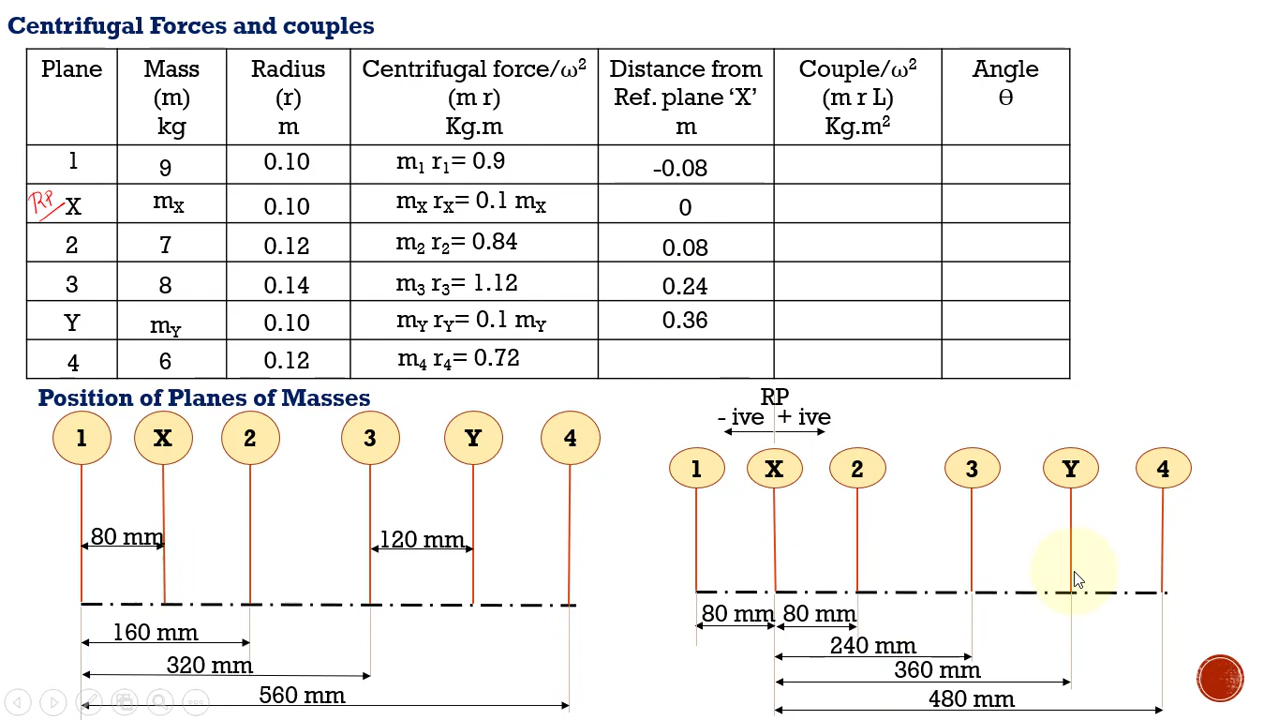 Centrifugal Forces and couples
Plane Mass (m) kg Radius (r) m Centrifugal force/ω² (m r) Kg.m Distance from Ref. plane ‘X’ m Couple/ω² (m r L) Kg.m² Angle Ө
1 9 0.10 m₁ r₁= 0.9 -0.08
RP X mX 0.10 mX rX= 0.1 mX 0
2 7 0.12 m₂ r₂= 0.84 0.08
3 8 0.14 m₃ r₃= 1.12 0.24
Y mY 0.10 mY rY= 0.1 mY 0.36
4 6 0.12 m₄ r₄= 0.72
Position of Planes of Masses
1 X 2 3 Y 4
80 mm 120 mm
160 mm
320 mm
560 mm
RP
- ive + ive
1 X 2 3 Y 4
80 mm 80 mm
240 mm
360 mm
480 mm